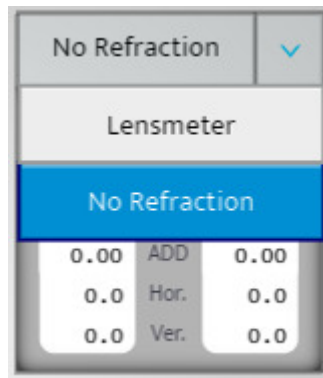 No Refraction
Lensmeter
No Refraction
0.00 ADD 0.00
0.0 Hor. 0.0
0.0 Ver. 0.0